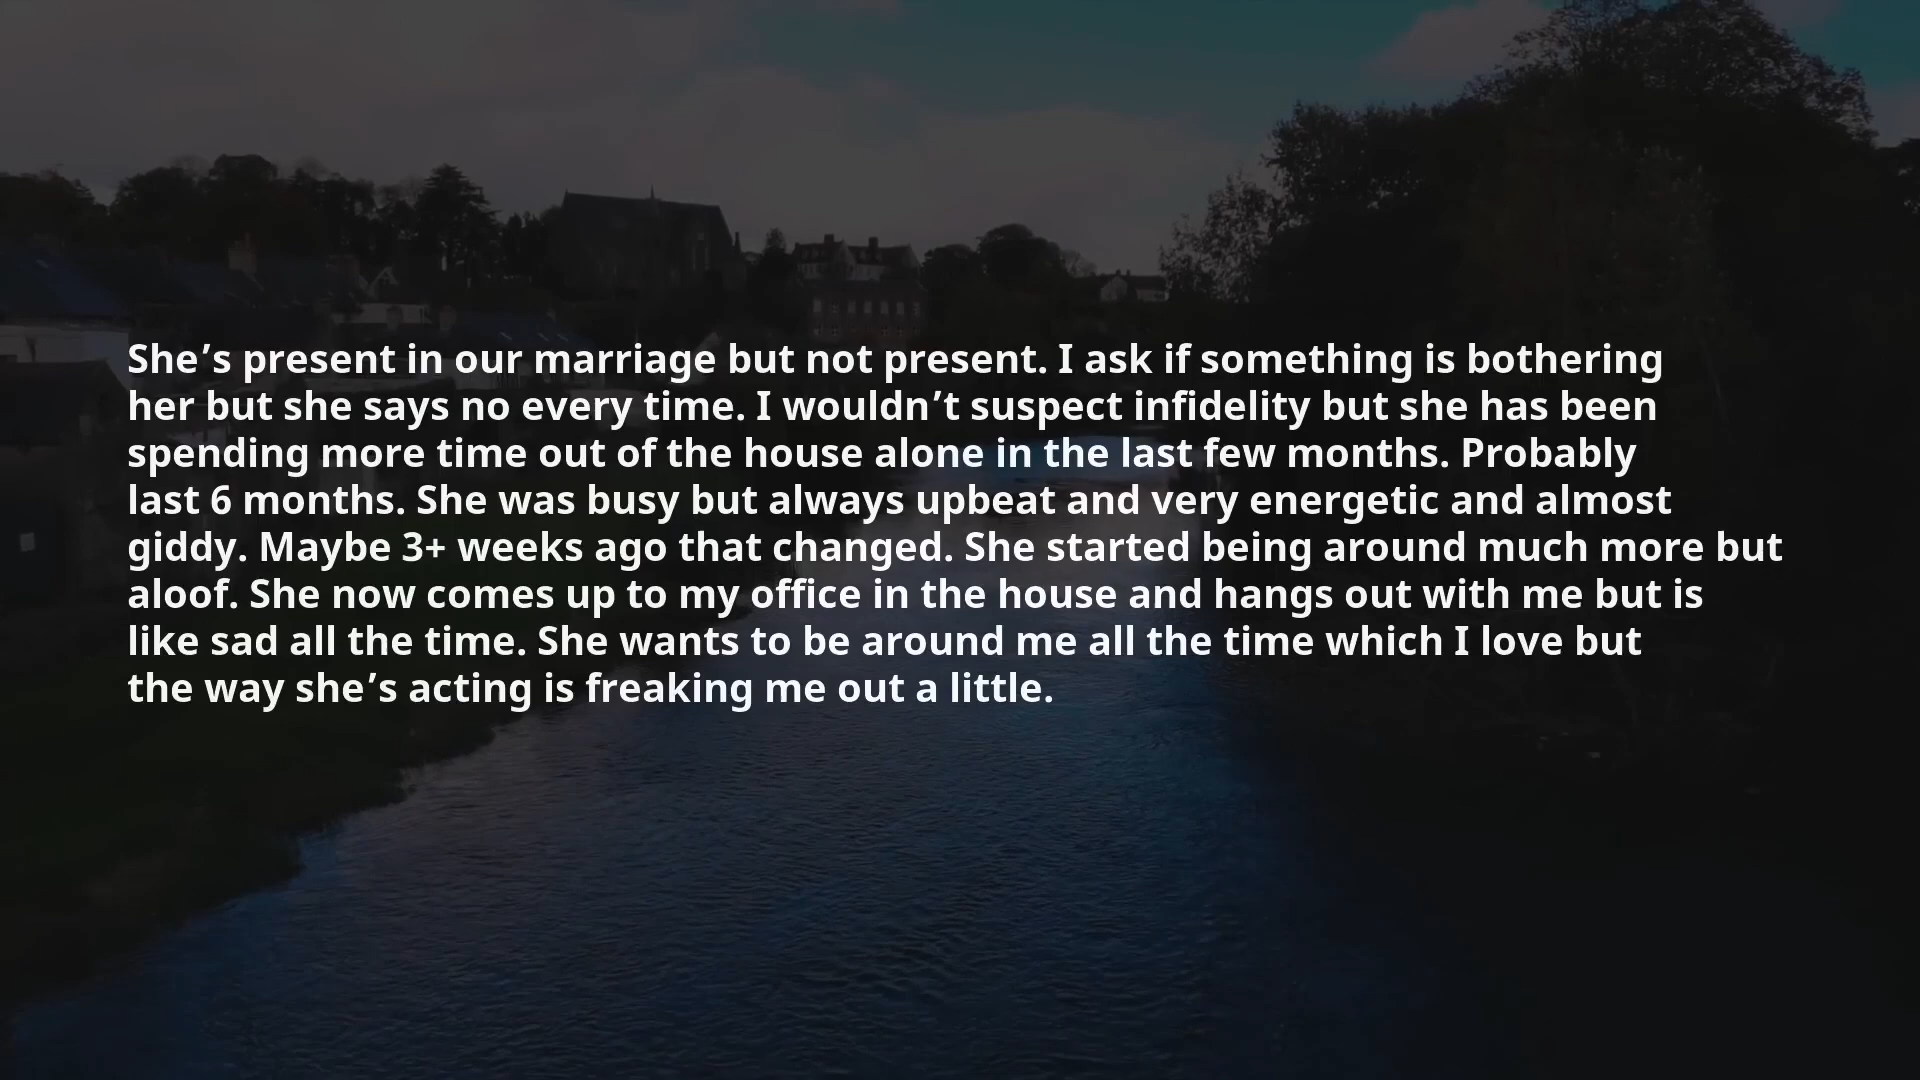 She’s present in our marriage but not present. I ask if something is bothering
her but she says no every time. I wouldn’t suspect infidelity but she has been
spending more time out of the house alone in the last few months. Probably
last 6 months. She was busy but always upbeat and very energetic and almost
giddy. Maybe 3+ weeks ago that changed. She started being around much more but
aloof. She now comes up to my office in the house and hangs out with me but is
like sad all the time. She wants to be around me all the time which I love but
the way she’s acting is freaking me out a little.